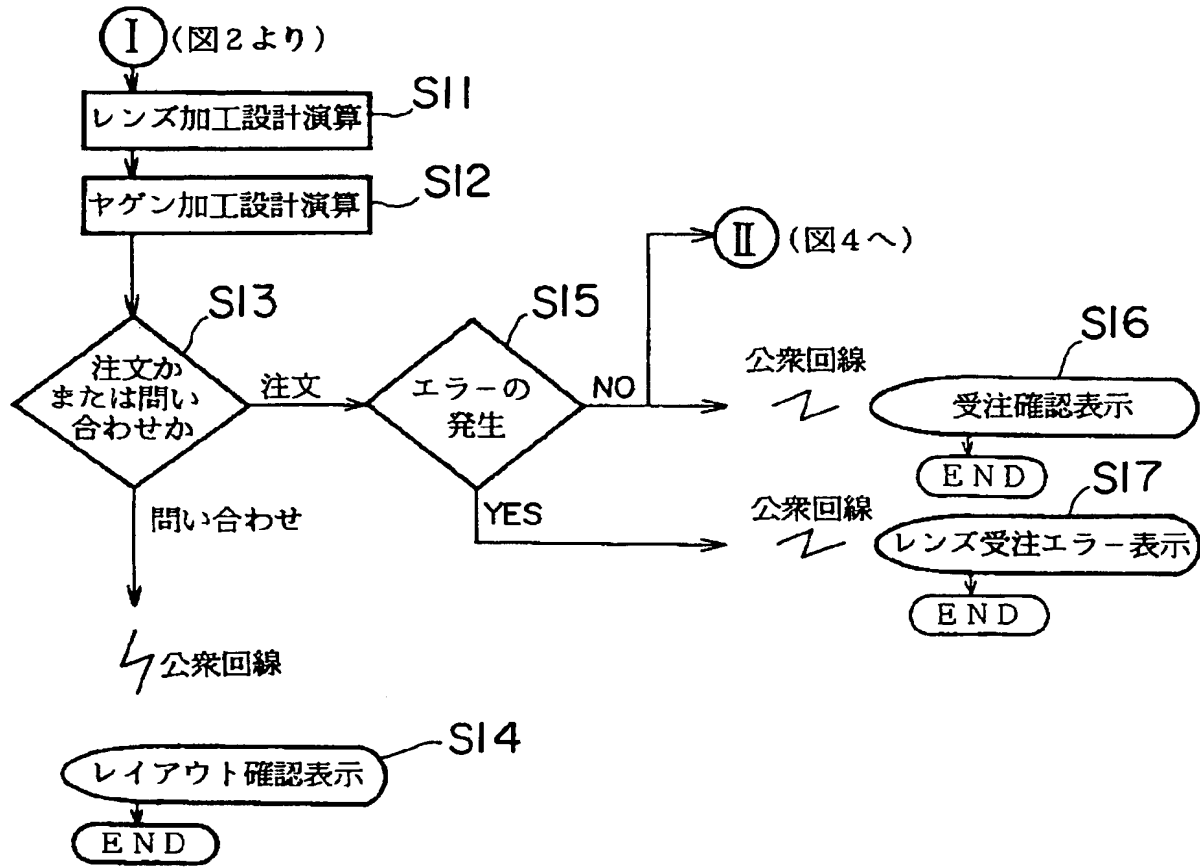 I (図2より)
S11
レンズ加工設計演算
S12
ヤゲン加工設計演算
II (図4へ)
S13
注文か
または問い
合わせか
注文
S15
エラーの
発生
NO
公衆回線
S16
受注確認表示
END
YES
公衆回線
S17
レンズ受注エラー表示
END
問い合わせ
公衆回線
S14
レイアウト確認表示
END